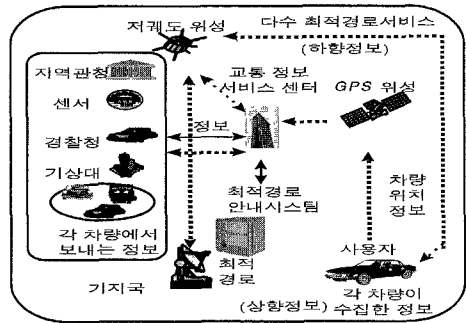 저궤도 위성
다수 최적경로서비스
(하향정보)
지역관청
센서
경찰청
기상대
각 차량에서
보내는 정보
교통 정보
서비스 센터
GPS 위성
정보
최적경로
안내시스템
차량
위치
정보
최적
경로
기지국
사용자
(상향정보)
각 차량이
수집한 정보